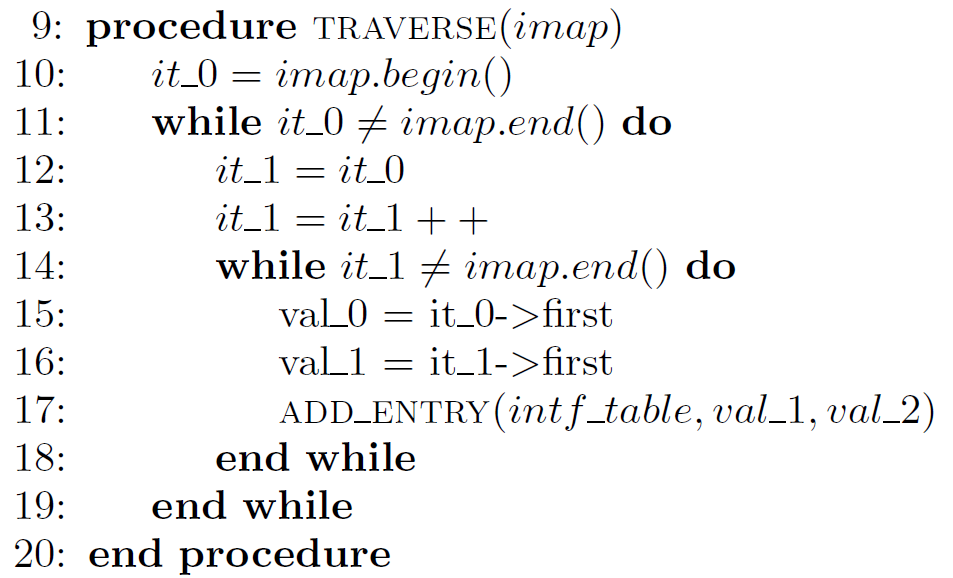 9: procedure TRAVERSE(imap)
10: it_0 = imap.begin()
11: while it_0 ≠ imap.end() do
12: it_1 = it_0
13: it_1 = it_1 + +
14: while it_1 ≠ imap.end() do
15: val_0 = it_0->first
16: val_1 = it_1->first
17: ADD_ENTRY(intf_table, val_1, val_2)
18: end while
19: end while
20: end procedure